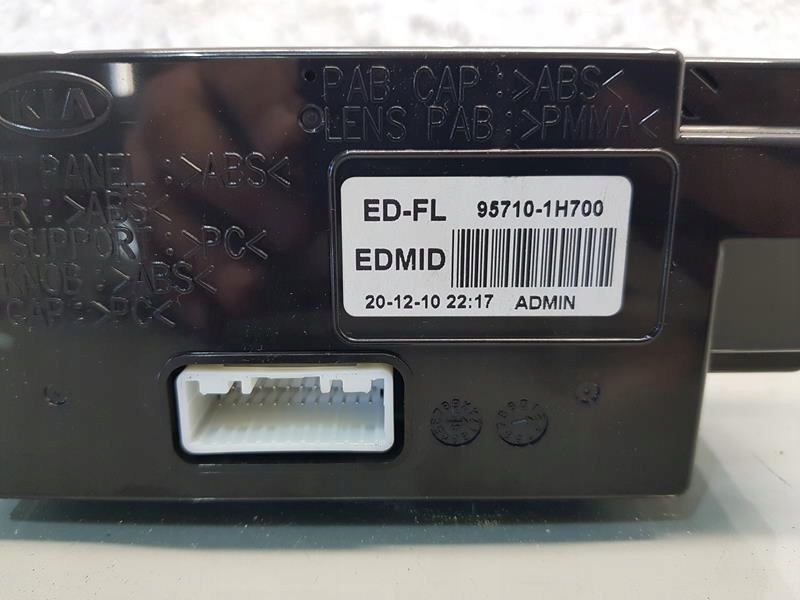 KIA
PAB CAP :>ABS<
LENS PAB :>PMMA<
PANEL :>ABS<
:>ABS<
SUPPORT :>PC<
KNOB :>ABS<
CAP :>PC<
ED-FL 95710-1H700
EDMID
20-12-10 22:17 ADMIN